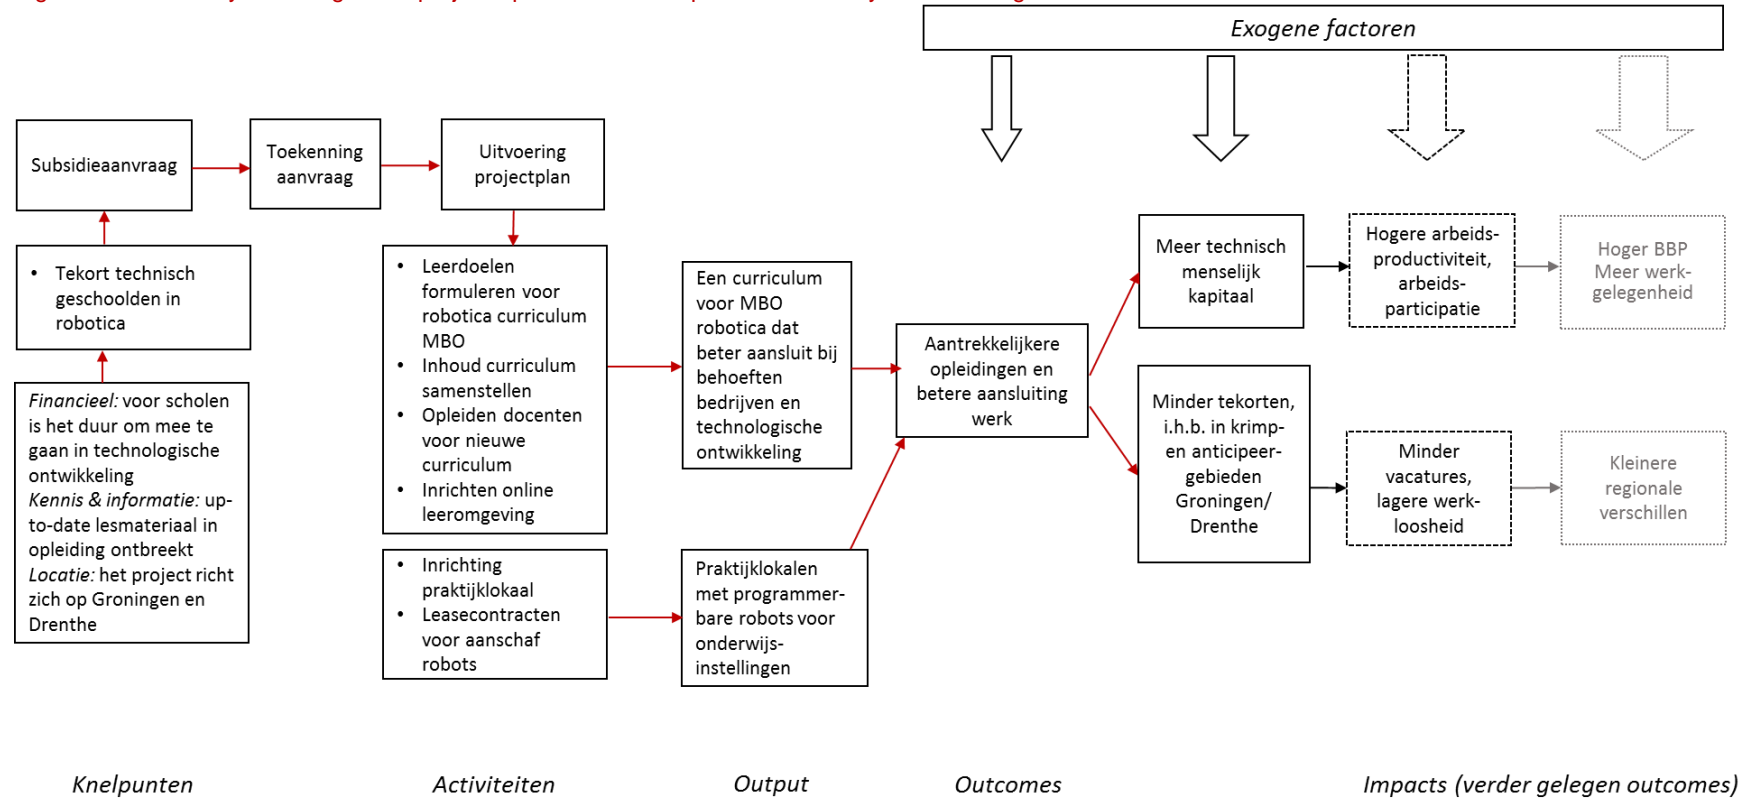 Exogene factoren
Subsidieaanvraag
Toekenning
aanvraag
Uitvoering
projectplan
• Tekort technisch
geschoolden in
robotica
Financieel: voor scholen
is het duur om mee te
gaan in technologische
ontwikkeling
Kennis & informatie: up-
to-date lesmateriaal in
opleiding ontbreekt
Locatie: het project richt
zich op Groningen en
Drenthe
• Leerdoelen
formuleren voor
robotica curriculum
MBO
• Inhoud curriculum
samenstellen
• Opleiden docenten
voor nieuwe
curriculum
• Inrichten online
leeromgeving
• Inrichting
praktijklokaal
• Leasecontracten
voor aanschaf
robots
Een curriculum
voor MBO
robotica dat
beter aansluit bij
behoeften
bedrijven en
technologische
ontwikkeling
Praktijklokalen
met programmer-
bare robots voor
onderwijs-
instellingen
Aantrekkelijkere
opleidingen en
betere aansluiting
werk
Meer technisch
menselijk
kapitaal
Minder tekorten,
i.h.b. in krimp-
en anticipeer-
gebieden
Groningen/
Drenthe
Hogere arbeids-
productiviteit,
arbeids-
participatie
Minder
vacatures,
lagere werk-
loosheid
Hoger BBP
Meer werk-
gelegenheid
Kleinere
regionale
verschillen
Knelpunten
Activiteiten
Output
Outcomes
Impacts (verder gelegen outcomes)